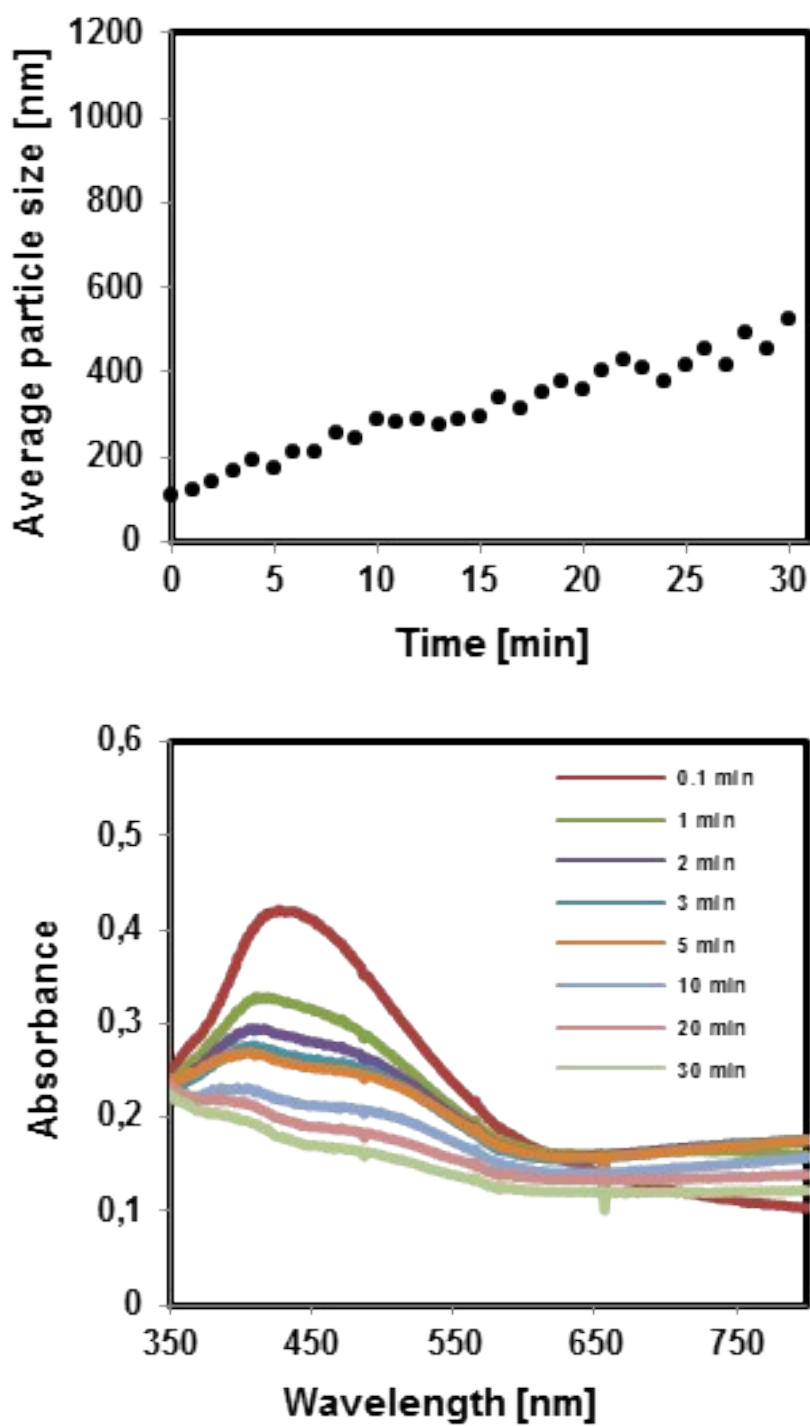 Average particle size [nm]
1200
1000
800
600
400
200
0
0 5 10 15 20 25 30
Time [min]
Absorbance
0,6
0,5
0,4
0,3
0,2
0,1
0
0.1 min
1 min
2 min
3 min
5 min
10 min
20 min
30 min
350 450 550 650 750
Wavelength [nm]